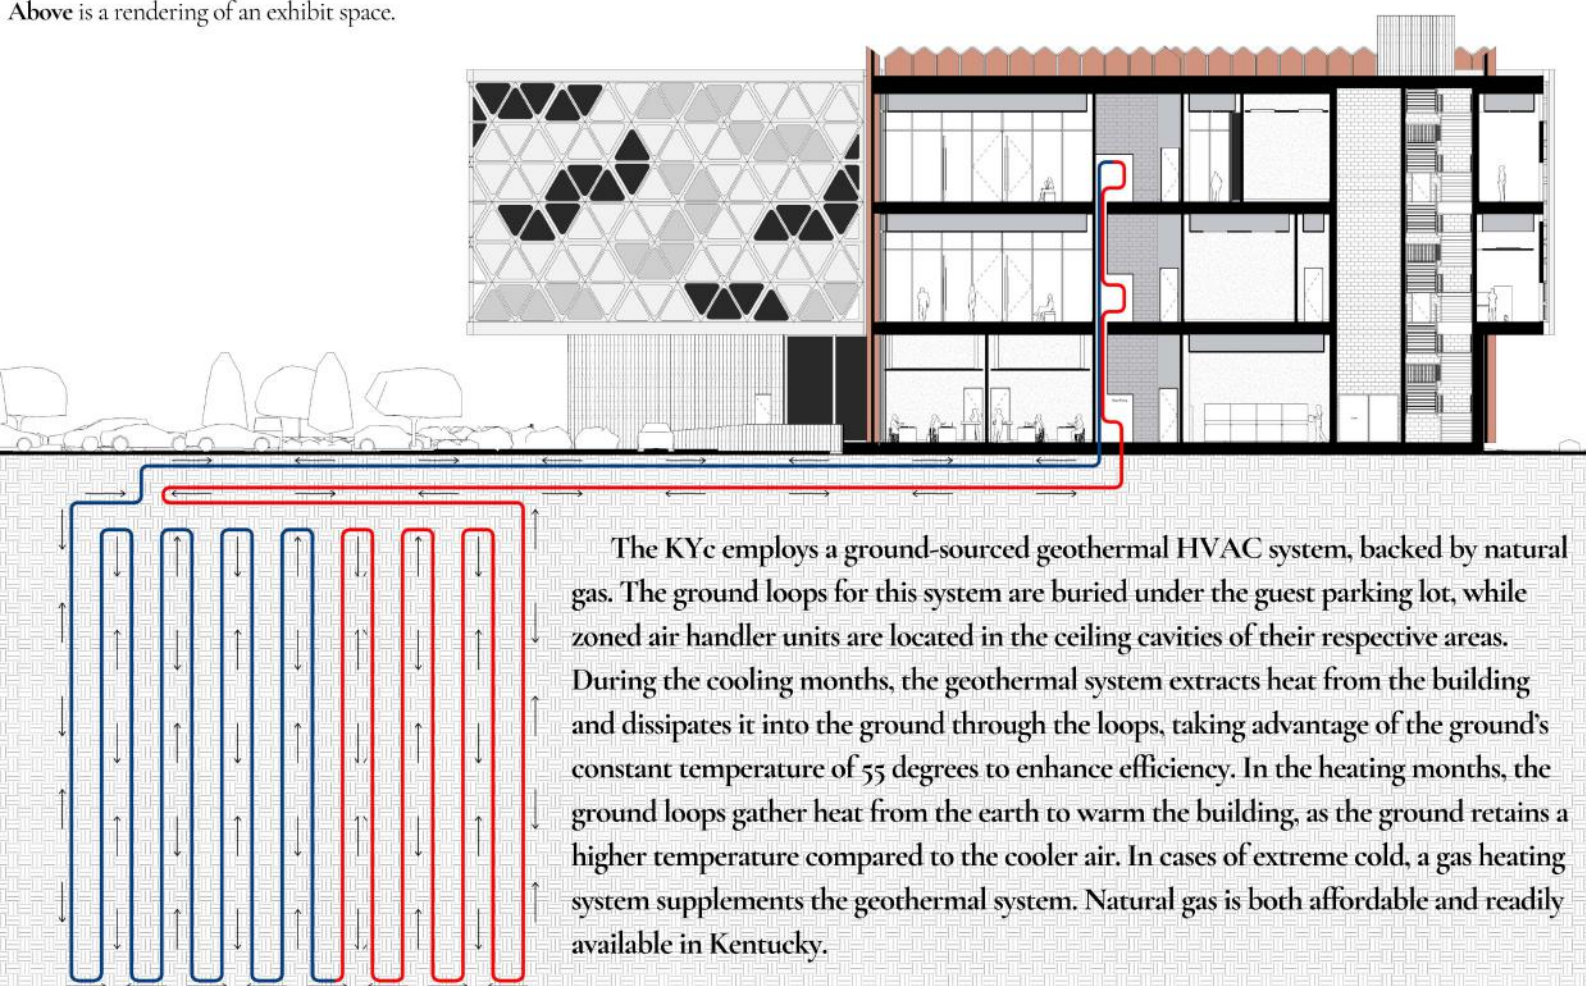 Above is a rendering of an exhibit space.
The KYc employs a ground-sourced geothermal HVAC system, backed by natural
gas. The ground loops for this system are buried under the guest parking lot, while
zoned air handler units are located in the ceiling cavities of their respective areas.
During the cooling months, the geothermal system extracts heat from the building
and dissipates it into the ground through the loops, taking advantage of the ground's
constant temperature of 55 degrees to enhance efficiency. In the heating months, the
ground loops gather heat from the earth to warm the building, as the ground retains a
higher temperature compared to the cooler air. In cases of extreme cold, a gas heating
system supplements the geothermal system. Natural gas is both affordable and readily
available in Kentucky.